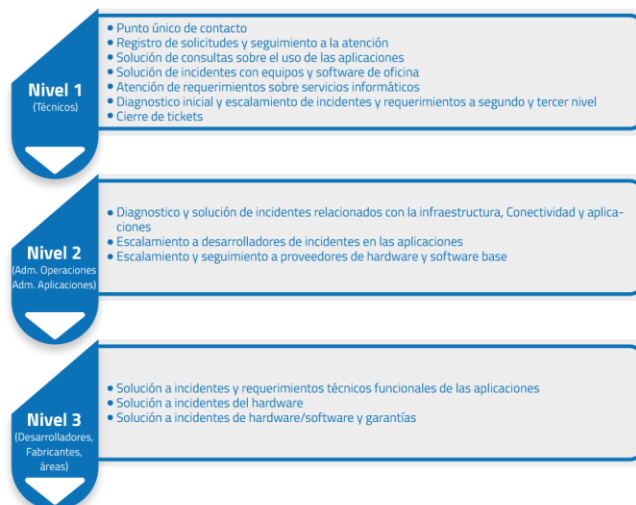 Nivel 1
(Técnicos)
• Punto único de contacto
• Registro de solicitudes y seguimiento a la atención
• Solución de consultas sobre el uso de las aplicaciones
• Solución de incidentes con equipos y software de oficina
• Atención de requerimientos sobre servicios informáticos
• Diagnostico inicial y escalamiento de incidentes y requerimientos a segundo y tercer nivel
• Cierre de tickets
Nivel 2
(Adm. Operaciones
Adm. Aplicaciones)
• Diagnostico y solución de incidentes relacionados con la infraestructura, Conectividad y aplica-
ciones
• Escalamiento a desarrolladores de incidentes en las aplicaciones
• Escalamiento y seguimiento a proveedores de hardware y software base
Nivel 3
(Desarrolladores,
Fabricantes,
áreas)
• Solución a incidentes y requerimientos técnicos funcionales de las aplicaciones
• Solución a incidentes del hardware
• Solución a incidentes de hardware/software y garantías